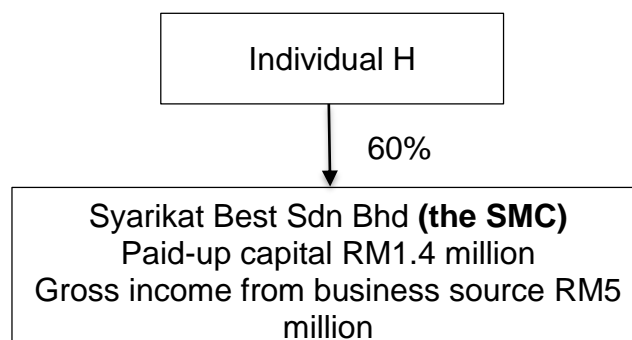 Individual H
60%
Syarikat Best Sdn Bhd (the SMC)
Paid-up capital RM1.4 million
Gross income from business source RM5
million